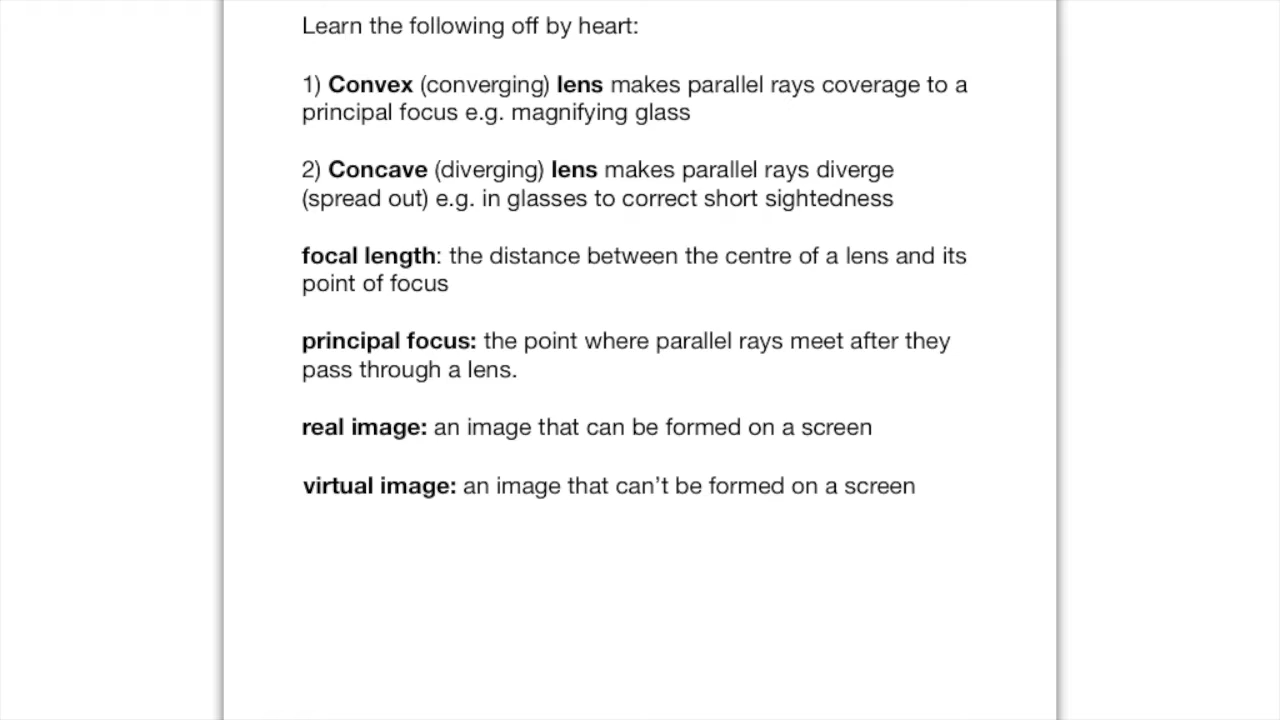 Learn the following off by heart:
1) Convex (converging) lens makes parallel rays coverage to a
principal focus e.g. magnifying glass
2) Concave (diverging) lens makes parallel rays diverge
(spread out) e.g. in glasses to correct short sightedness
focal length: the distance between the centre of a lens and its
point of focus
principal focus: the point where parallel rays meet after they
pass through a lens.
real image: an image that can be formed on a screen
virtual image: an image that can’t be formed on a screen